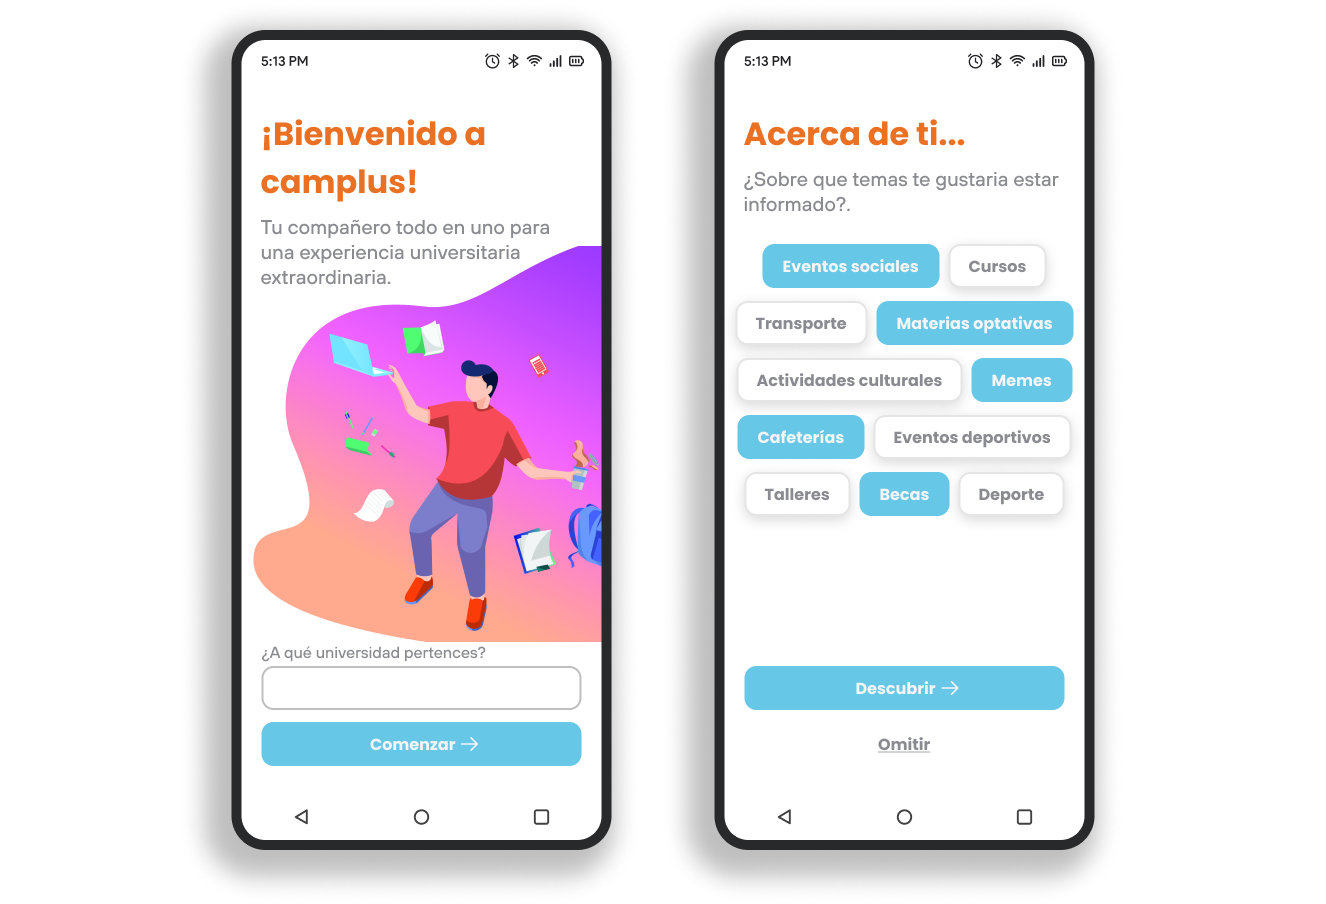 5:13 PM
¡Bienvenido a
camplus!
Tu compañero todo en uno para
una experiencia universitaria
extraordinaria.
¿A qué universidad pertences?
Comenzar
5:13 PM
Acerca de ti...
¿Sobre que temas te gustaria estar
informado?.
Eventos sociales
Cursos
Transporte
Materias optativas
Actividades culturales
Memes
Cafeterías
Eventos deportivos
Talleres
Becas
Deporte
Descubrir
Omitir